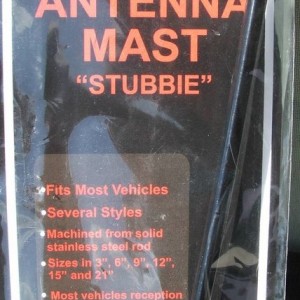 ANTENNA
MAST
“STUBBIE”
•Fits Most Vehicles
•Several Styles
•Machined from solid
stainless steel rod
•Sizes in 3”, 6”, 9”, 12”,
15” and 21”
• Most vehicles reception